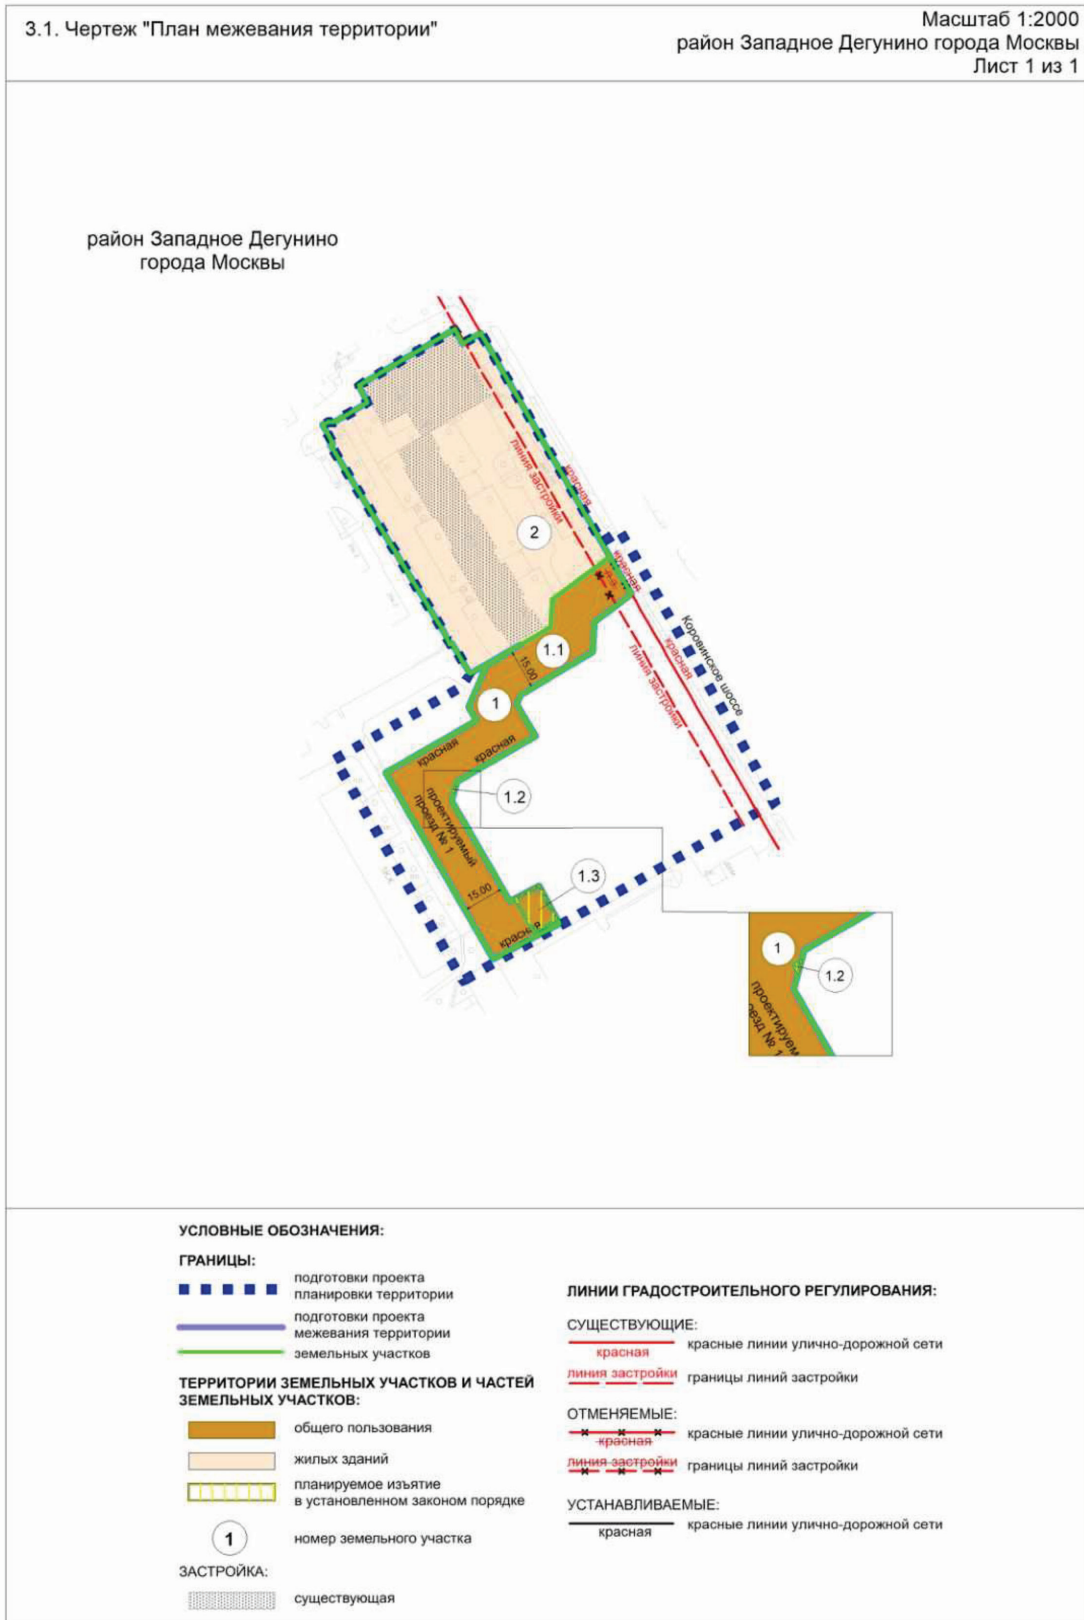 3.1. Чертеж "План межевания территории"
Масштаб 1:2000
район Западное Дегунино города Москвы
Лист 1 из 1
район Западное Дегунино
города Москвы
линия застройки
красная
2
красная
Коровинское шоссе
красная
линия застройки
1.1
15.00
1
красная
красная
1.2
проектируемый
проезд № 1
15.00
1.3
красная
1
1.2
проектируем
оезд № 1
УСЛОВНЫЕ ОБОЗНАЧЕНИЯ:
ГРАНИЦЫ:
подготовки проекта
планировки территории
подготовки проекта
межевания территории
земельных участков
ТЕРРИТОРИИ ЗЕМЕЛЬНЫХ УЧАСТКОВ И ЧАСТЕЙ
ЗЕМЕЛЬНЫХ УЧАСТКОВ:
общего пользования
жилых зданий
планируемое изъятие
в установленном законом порядке
1
номер земельного участка
ЗАСТРОЙКА:
существующая
ЛИНИИ ГРАДОСТРОИТЕЛЬНОГО РЕГУЛИРОВАНИЯ:
СУЩЕСТВУЮЩИЕ:
красная
красные линии улично-дорожной сети
линия застройки
границы линий застройки
ОТМЕНЯЕМЫЕ:
красная
красные линии улично-дорожной сети
линия застройки
границы линий застройки
УСТАНАВЛИВАЕМЫЕ:
красная
красные линии улично-дорожной сети